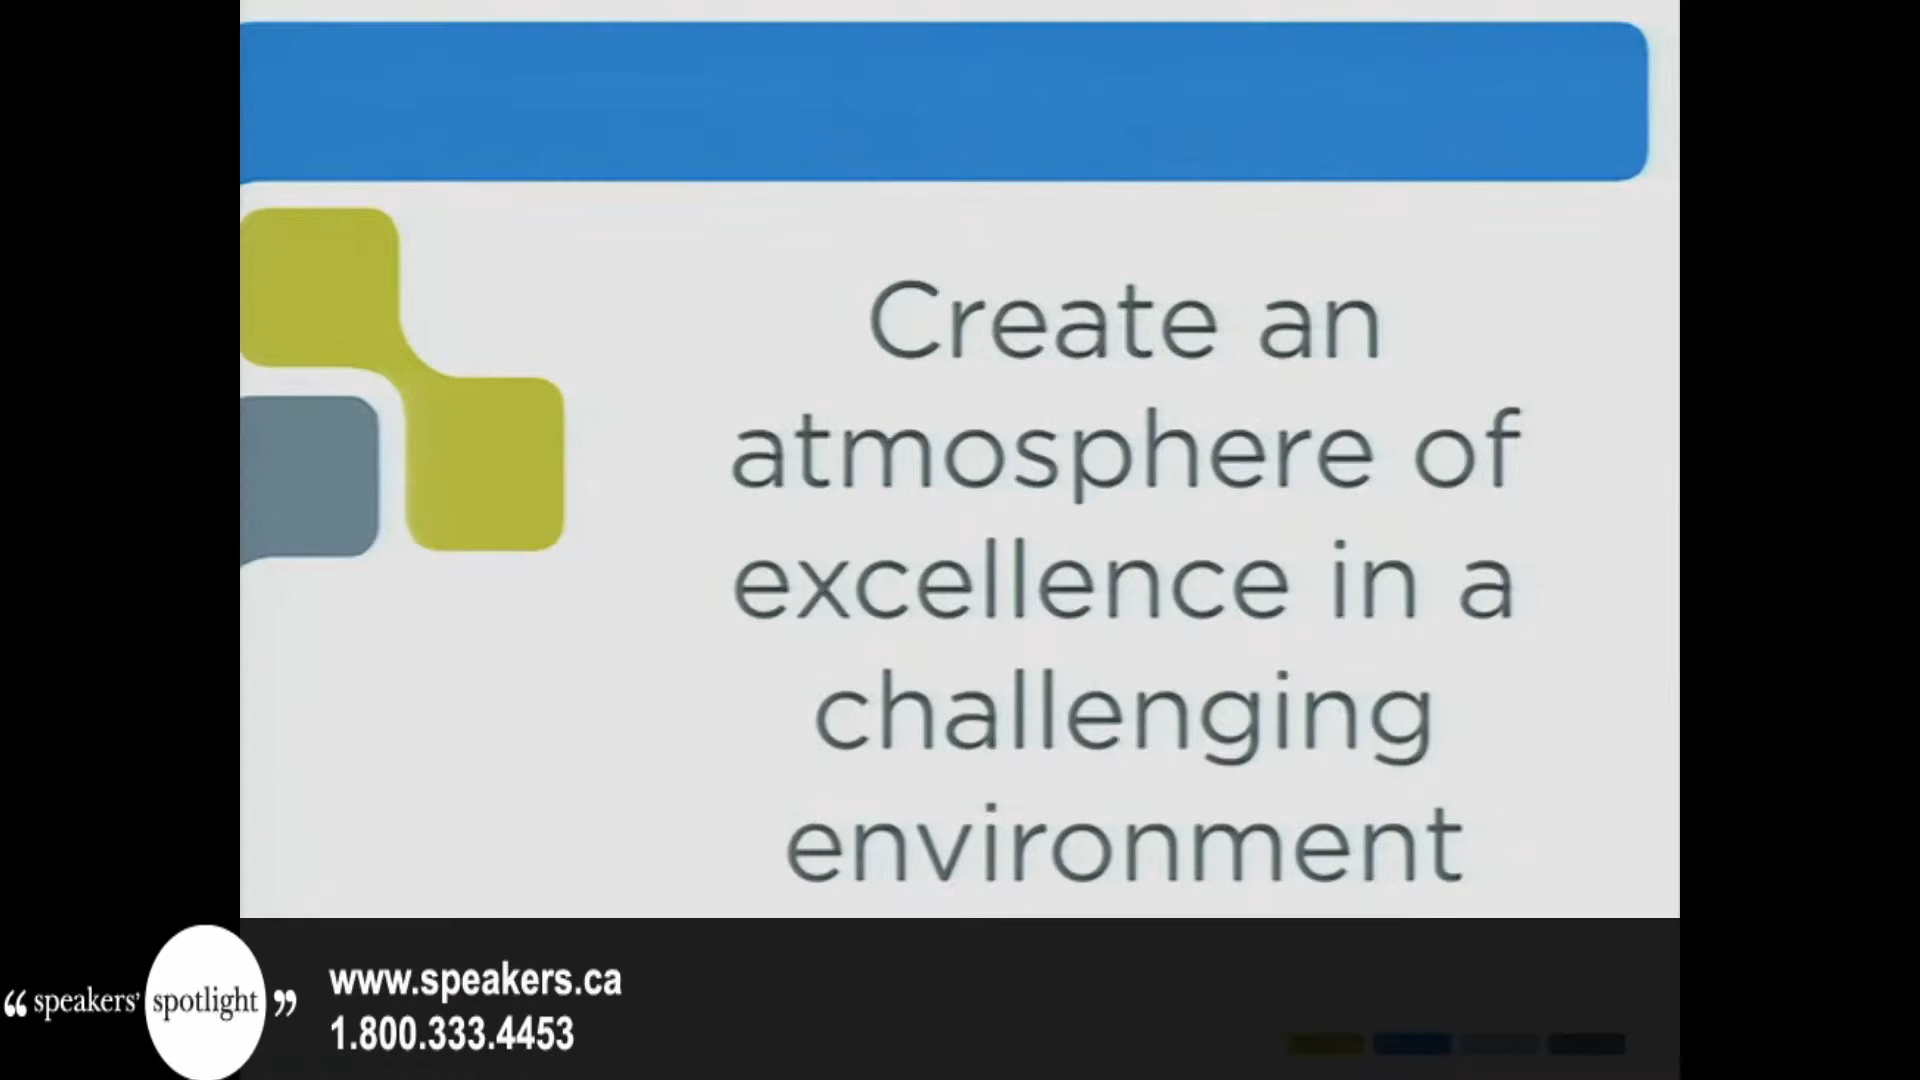 Create an
atmosphere of
excellence in a
challenging
environment
“ speakers’ spotlight ”
www.speakers.ca
1.800.333.4453